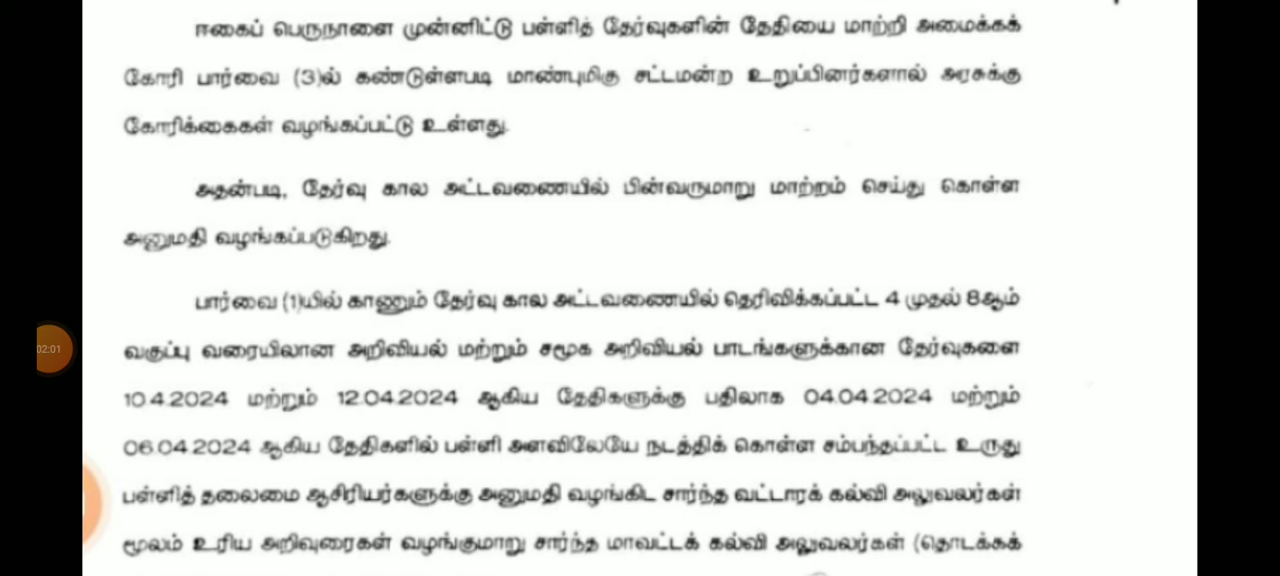 ஈகைப் பெருநாளை முன்னிட்டு பள்ளித் தேர்வுகளின் தேதியை மாற்றி அமைக்கக்
கோரி பார்வை (3)ல் கண்டுள்ளபடி மாண்புமிகு சட்டமன்ற உறுப்பினர்களால் அரசுக்கு
கோரிக்கைகள் வழங்கப்பட்டு உள்ளது.
அதன்படி, தேர்வு கால அட்டவணையில் பின்வருமாறு மாற்றம் செய்து கொள்ள
அனுமதி வழங்கப்படுகிறது.
பார்வை (1)யில் காணும் தேர்வு கால அட்டவணையில் தெரிவிக்கப்பட்ட 4 முதல் 8ஆம்
வகுப்பு வரையிலான அறிவியல் மற்றும் சமூக அறிவியல் பாடங்களுக்கான தேர்வுகளை
10.4.2024 மற்றும் 12.04.2024 ஆகிய தேதிகளுக்கு பதிலாக 04.04.2024 மற்றும்
02:01
06.04.2024 ஆகிய தேதிகளில் பள்ளி அளவிலேயே நடத்திக் கொள்ள சம்பந்தப்பட்ட உருது
பள்ளித் தலைமை ஆசிரியர்களுக்கு அனுமதி வழங்கிட சார்ந்த வட்டாரக் கல்வி அலுவலர்கள்
மூலம் உரிய அறிவுரைகள் வழங்குமாறு சார்ந்த மாவட்டக் கல்வி அலுவலர்கள் (தொடக்கக்